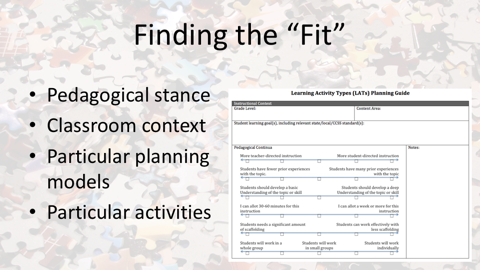 Finding the “Fit”
• Pedagogical stance
• Classroom context
• Particular planning
models
• Particular activities
Learning Activity Types (LATs) Planning Guide
Instructional Context
Grade Level:
Content Area:
Student learning goal(s), including relevant state/local/CCSS standard(s):
Pedagogical Continua
Notes:
More teacher-directed instruction
More student-directed instruction
Students have fewer prior experiences
with the topic.
Students have many prior experiences
with the topic
Students should develop a basic
Understanding of the topic or skill
Students should develop a deep
Understanding of the topic or skill
I can allot 30-60 minutes for this
instruction
I can allot a week or more for this
instruction
Students needs a significant amount
of scaffolding
Students can work effectively with
less scaffolding
Students will work in a
whole group
Students will work
in small groups
Students will work
individually